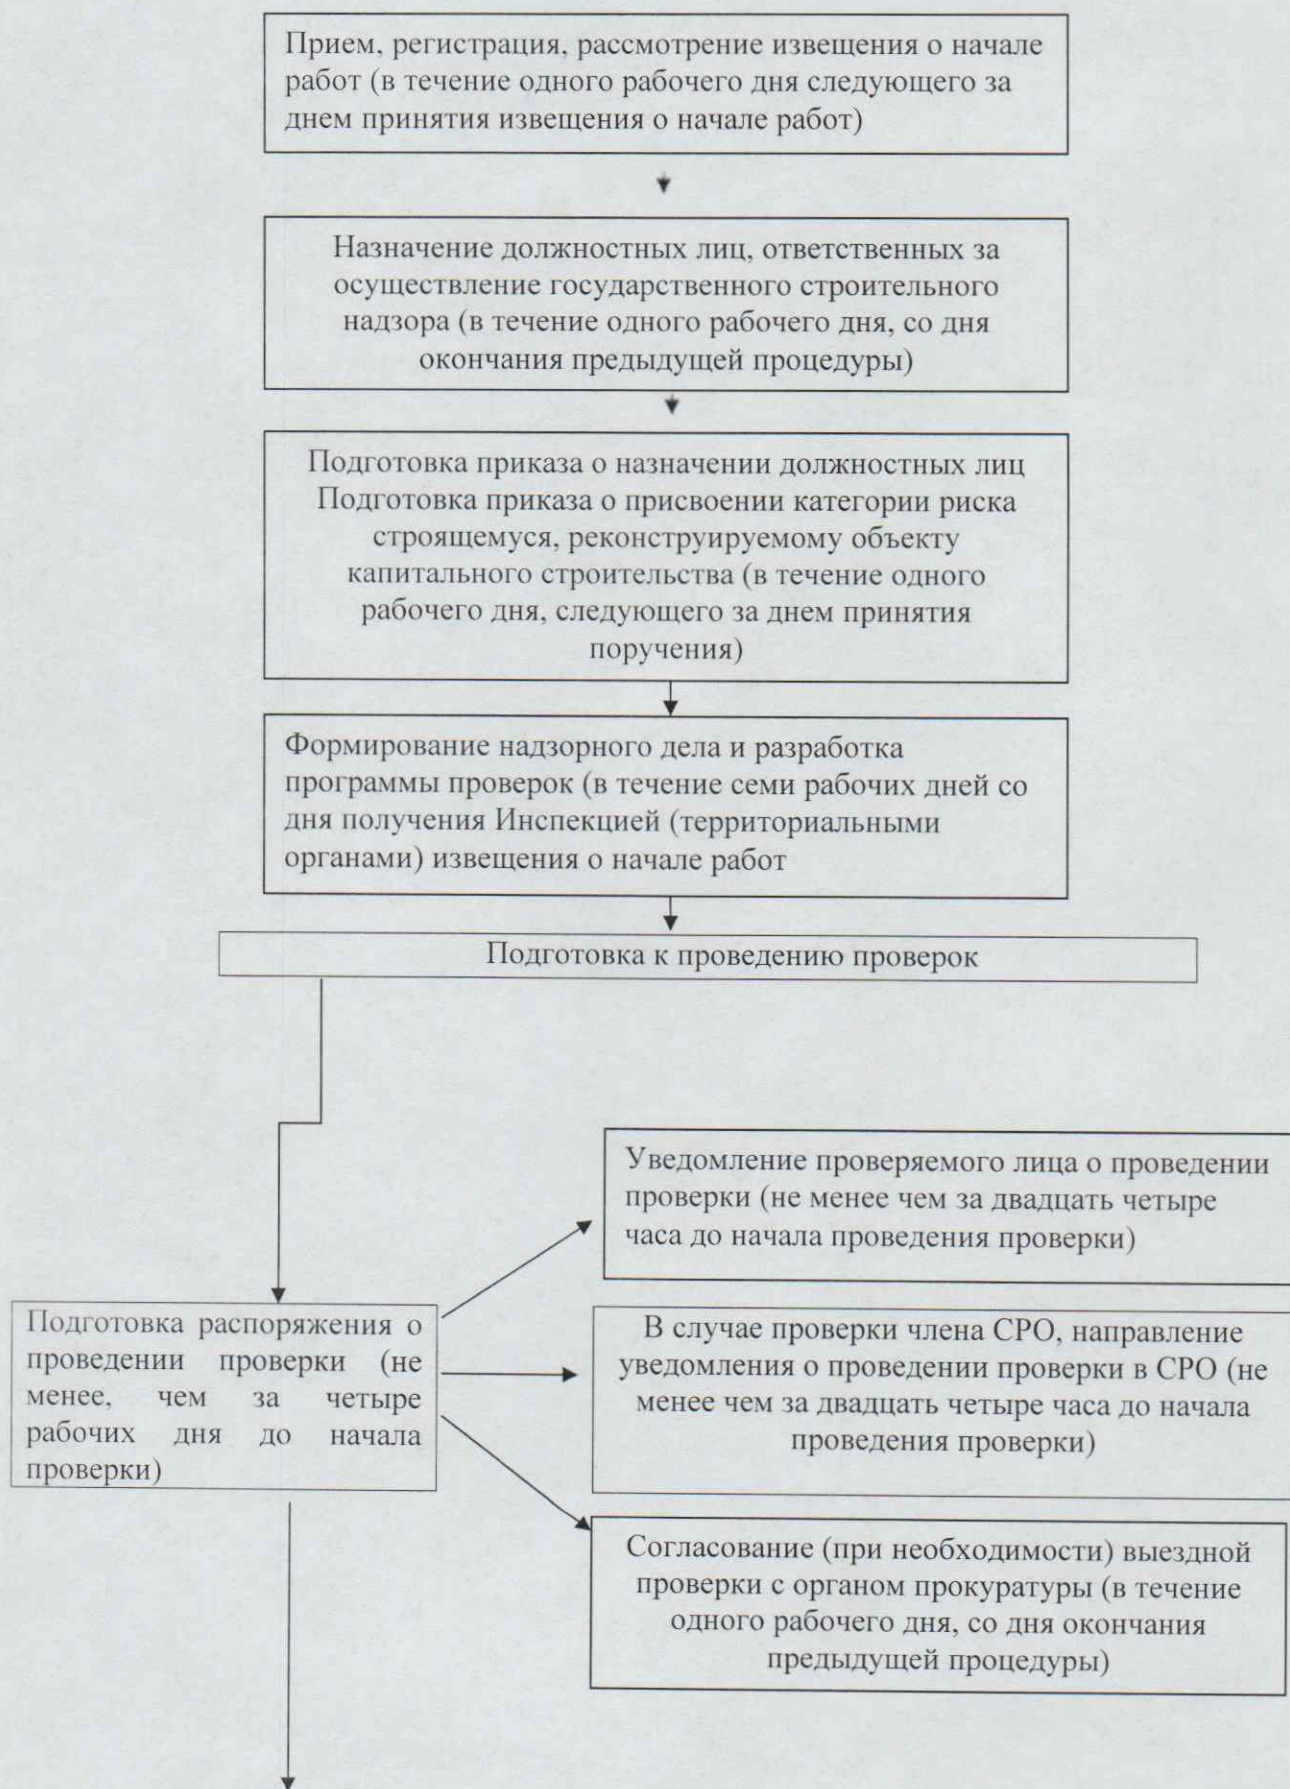 Прием, регистрация, рассмотрение извещения о начале
работ (в течение одного рабочего дня следующего за
днем принятия извещения о начале работ)
Назначение должностных лиц, ответственных за
осуществление государственного строительного
надзора (в течение одного рабочего дня, со дня
окончания предыдущей процедуры)
Подготовка приказа о назначении должностных лиц
Подготовка приказа о присвоении категории риска
строящемуся, реконструируемому объекту
капитального строительства (в течение одного
рабочего дня, следующего за днем принятия
поручения)
Формирование надзорного дела и разработка
программы проверок (в течение семи рабочих дней со
дня получения Инспекцией (территориальными
органами) извещения о начале работ
Подготовка к проведению проверок
Уведомление проверяемого лица о проведении
проверки (не менее чем за двадцать четыре
часа до начала проведения проверки)
Подготовка распоряжения о
проведении проверки (не
менее, чем за четыре
рабочих дня до начала
проверки)
В случае проверки члена СРО, направление
уведомления о проведении проверки в СРО (не
менее чем за двадцать четыре часа до начала
проведения проверки)
Согласование (при необходимости) выездной
проверки с органом прокуратуры (в течение
одного рабочего дня, со дня окончания
предыдущей процедуры)